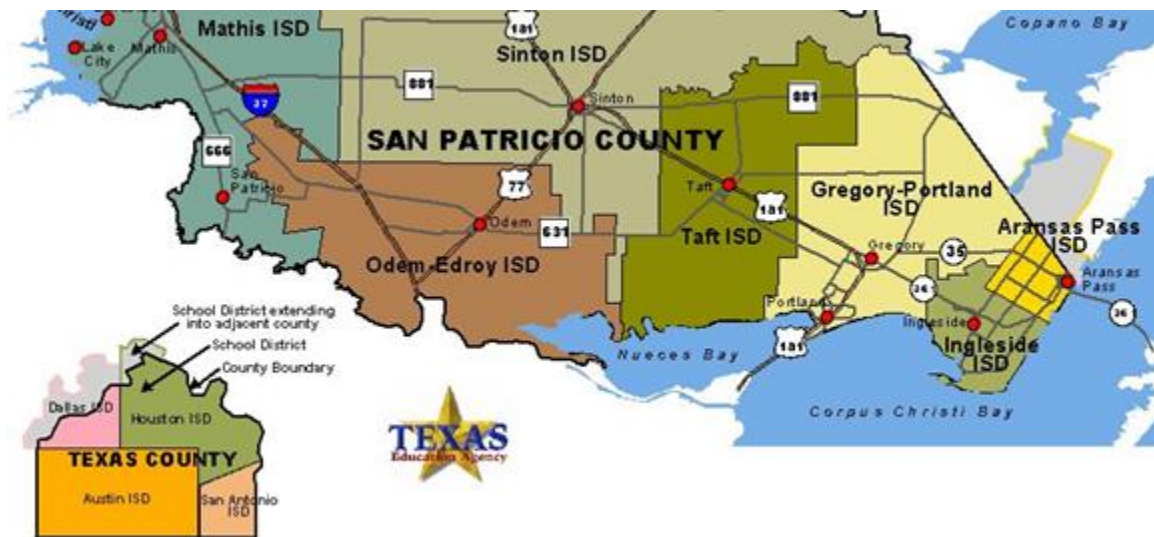 181
Copano Bay
Christi
Mathis ISD
Lake
City
Mathis
Sinton ISD
881
881
37
Sinton
SAN PATRICIO COUNTY
666
San
Patricio
77
Taft
181
Gregory-Portland
ISD
Odem
631
Taft ISD
Aransas Pass
ISD
Odem-Edroy ISD
Gregory
35
Aransas
Pass
361
361
Portland
Ingleside
Ingleside
ISD
181
Nueces Bay
Corpus Christi Bay
School District extending
into adjacent county
School District
County Boundary
Dallas ISD
Houston ISD
TEXAS COUNTY
Austin ISD
San Antonio
ISD
TEXAS
Education Agency